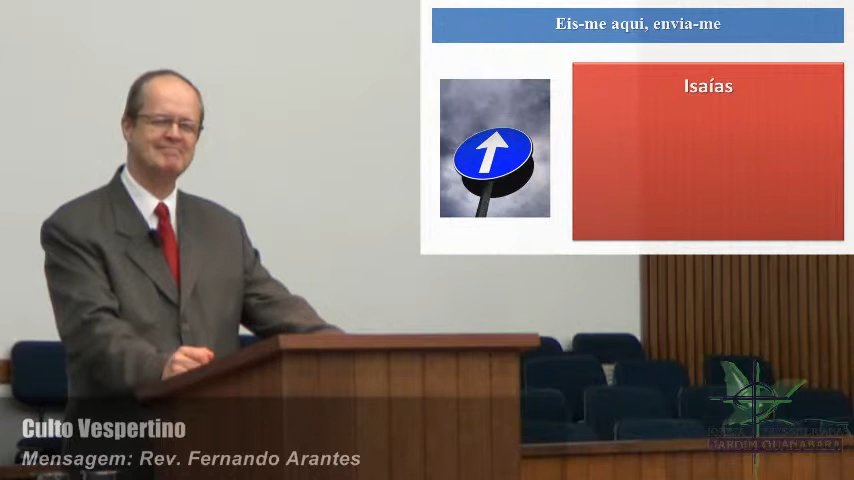 Eis-me aqui, envia-me
Isaías
Culto Vespertino
Mensagem: Rev. Fernando Arantes
JARDIM GUANABARA